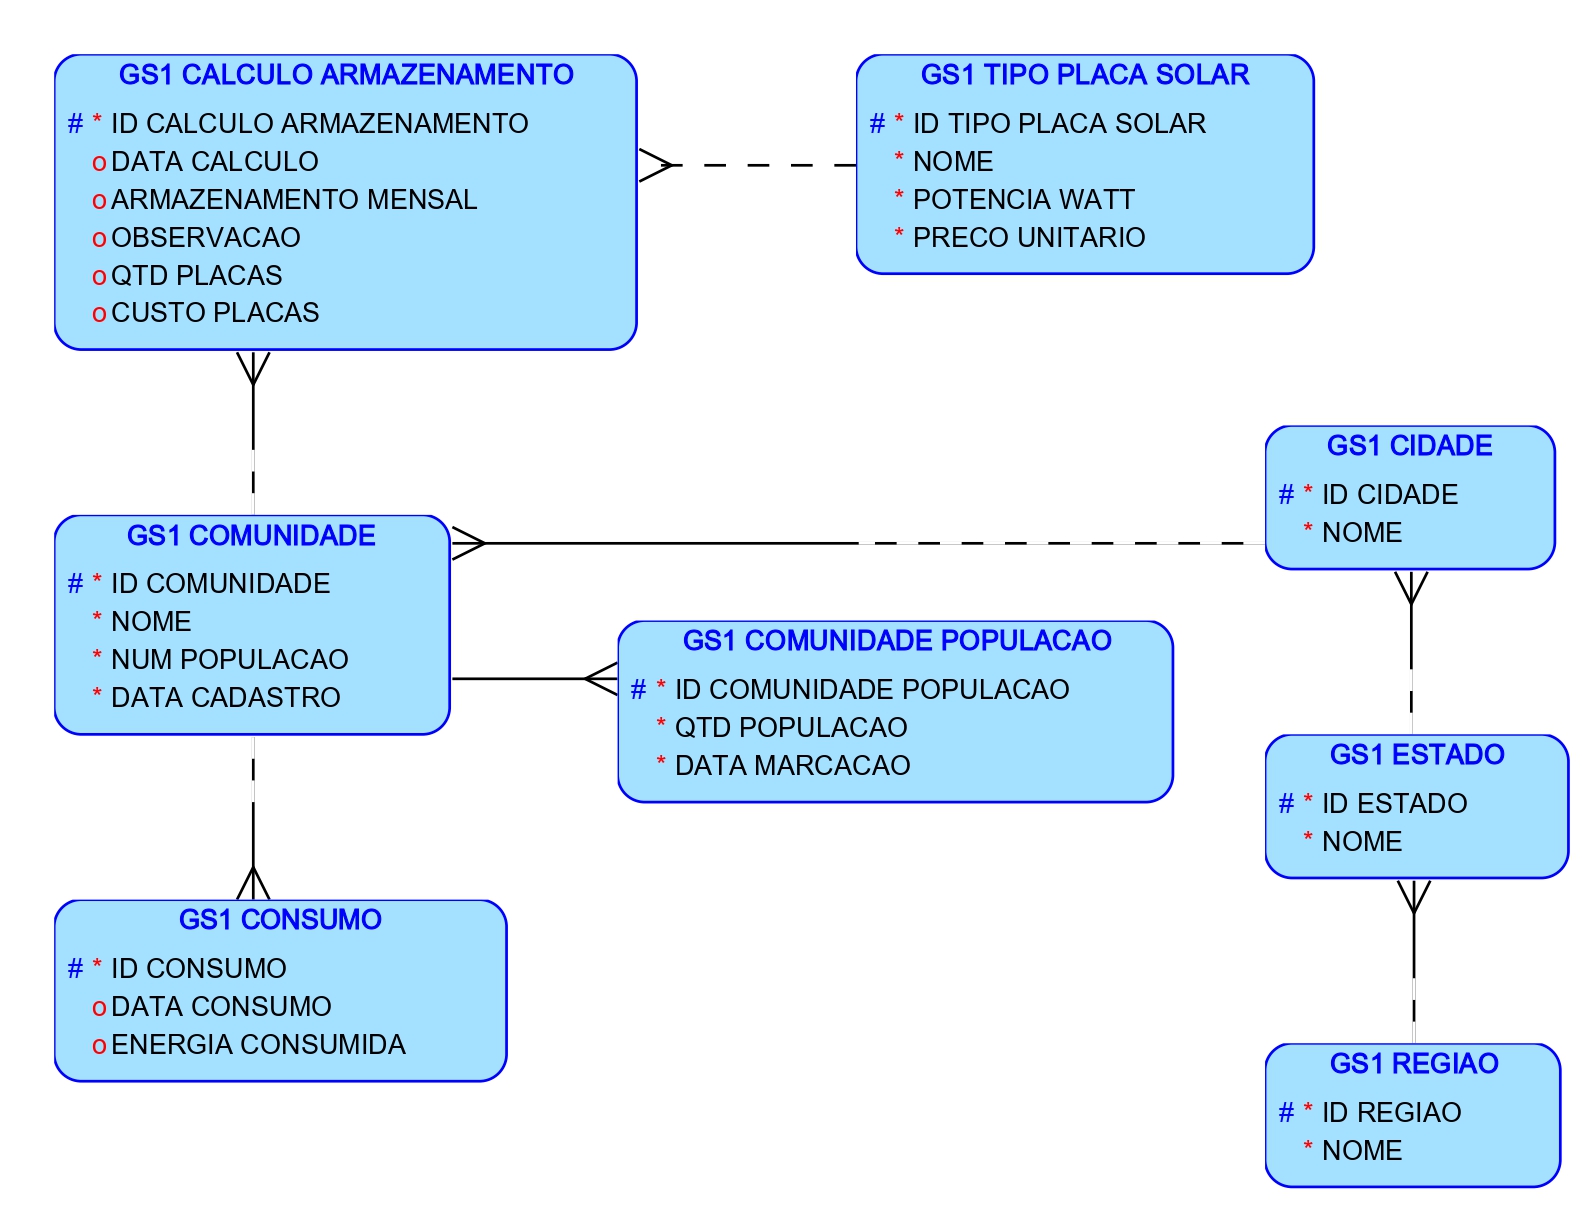 GS1 CALCULO ARMAZENAMENTO
# * ID CALCULO ARMAZENAMENTO
o DATA CALCULO
o ARMAZENAMENTO MENSAL
o OBSERVACAO
o QTD PLACAS
o CUSTO PLACAS
GS1 TIPO PLACA SOLAR
# * ID TIPO PLACA SOLAR
* NOME
* POTENCIA WATT
* PRECO UNITARIO
GS1 CIDADE
# * ID CIDADE
* NOME
GS1 COMUNIDADE
# * ID COMUNIDADE
* NOME
* NUM POPULACAO
* DATA CADASTRO
GS1 COMUNIDADE POPULACAO
# * ID COMUNIDADE POPULACAO
* QTD POPULACAO
* DATA MARCACAO
GS1 ESTADO
# * ID ESTADO
* NOME
GS1 CONSUMO
# * ID CONSUMO
o DATA CONSUMO
o ENERGIA CONSUMIDA
GS1 REGIAO
# * ID REGIAO
* NOME